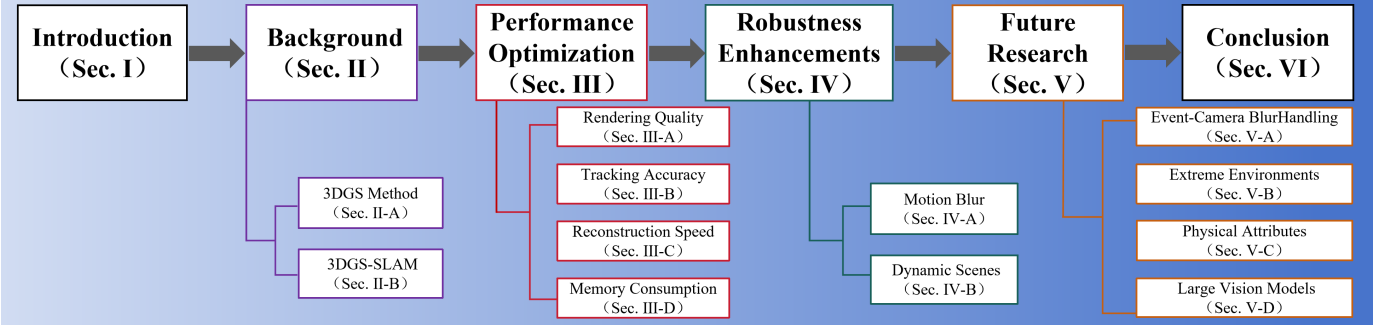 Introduction
（Sec. I）
Background
（Sec. II）
Performance
Optimization
（Sec. III）
Robustness
Enhancements
（Sec. IV）
Future
Research
（Sec. V）
Conclusion
（Sec. VI）
3DGS Method
（Sec. II-A）
3DGS-SLAM
（Sec. II-B）
Rendering Quality
（Sec. III-A）
Tracking Accuracy
（Sec. III-B）
Reconstruction Speed
（Sec. III-C）
Memory Consumption
（Sec. III-D）
Motion Blur
（Sec. IV-A）
Dynamic Scenes
（Sec. IV-B）
Event-Camera BlurHandling
（Sec. V-A）
Extreme Environments
（Sec. V-B）
Physical Attributes
（Sec. V-C）
Large Vision Models
（Sec. V-D）